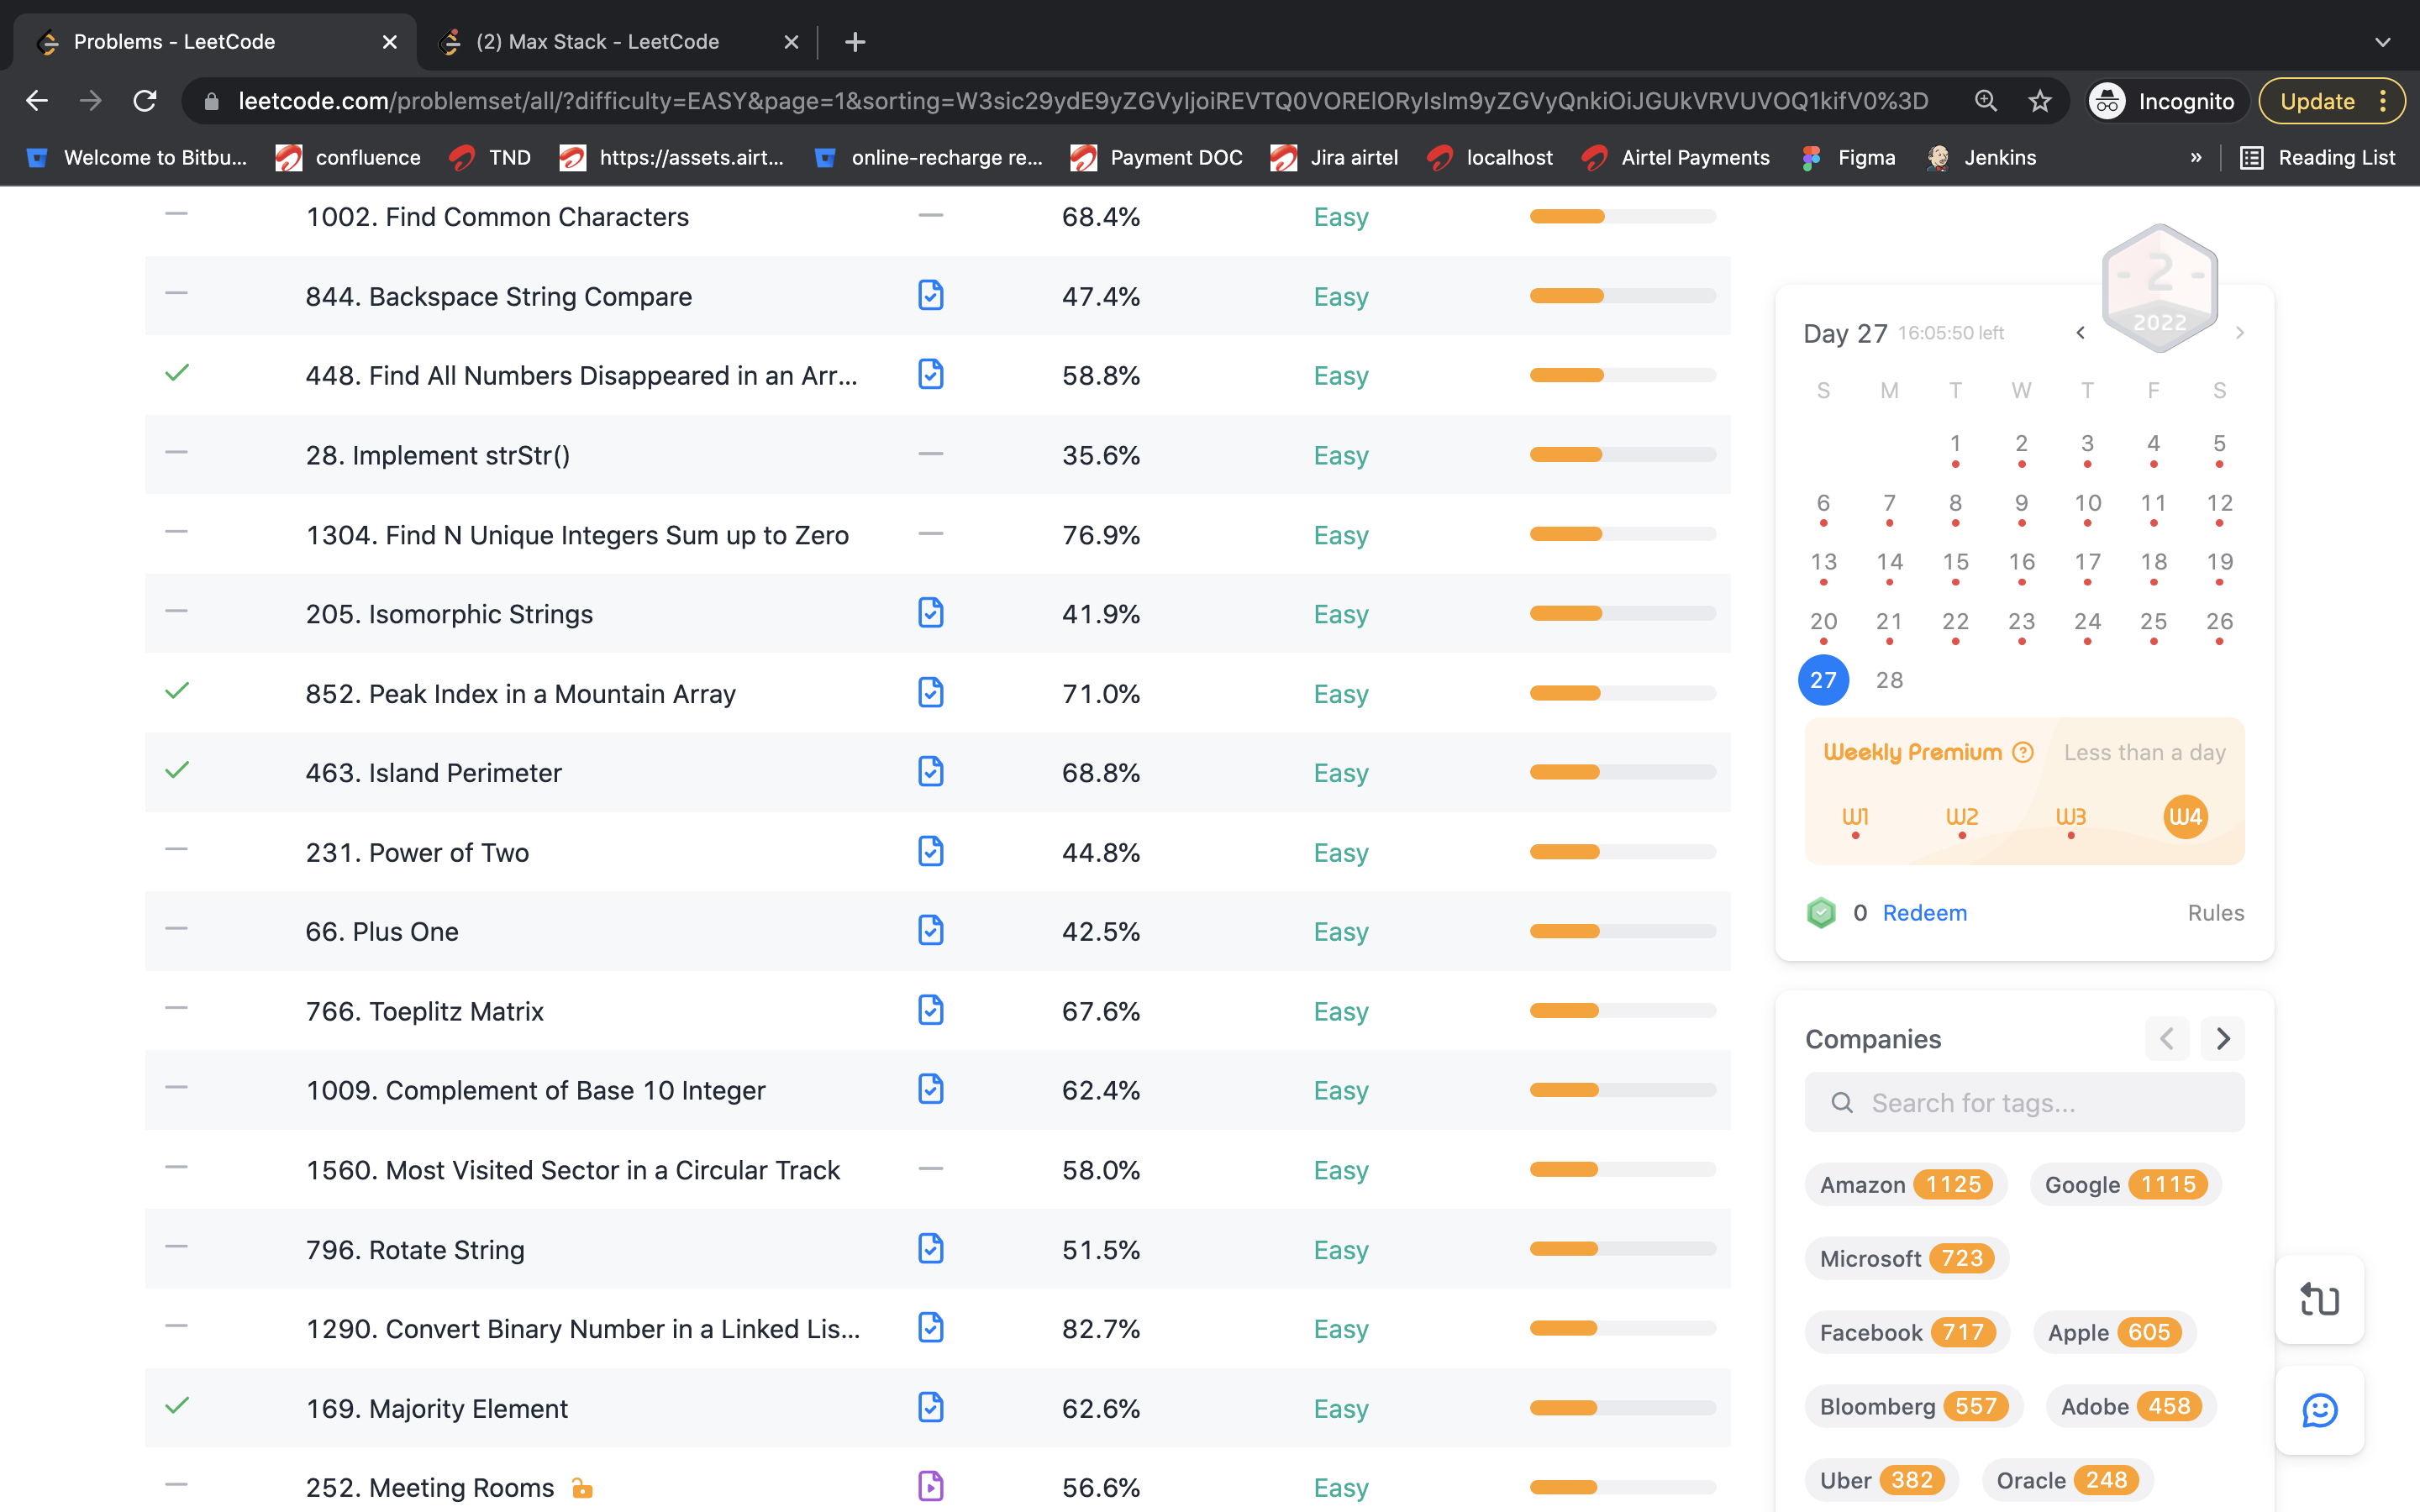 Problems - LeetCode
(2) Max Stack - LeetCode
leetcode.com/problemset/all/?difficulty=EASY&page=1&sorting=W3sic29ydE9yZGVyIjoiREVTQ0VORElORyIsIm9yZGVyQnkiOiJGUkVRVUVOQ1kifV0%3D
Incognito
Update
Welcome to Bitbu...
confluence
TND
https://assets.airt...
online-recharge re...
Payment DOC
Jira airtel
localhost
Airtel Payments
Figma
Jenkins
»
Reading List
1002. Find Common Characters 68.4% Easy
844. Backspace String Compare 47.4% Easy
448. Find All Numbers Disappeared in an Arr... 58.8% Easy
28. Implement strStr() 35.6% Easy
1304. Find N Unique Integers Sum up to Zero 76.9% Easy
205. Isomorphic Strings 41.9% Easy
852. Peak Index in a Mountain Array 71.0% Easy
463. Island Perimeter 68.8% Easy
231. Power of Two 44.8% Easy
66. Plus One 42.5% Easy
766. Toeplitz Matrix 67.6% Easy
1009. Complement of Base 10 Integer 62.4% Easy
1560. Most Visited Sector in a Circular Track 58.0% Easy
796. Rotate String 51.5% Easy
1290. Convert Binary Number in a Linked Lis... 82.7% Easy
169. Majority Element 62.6% Easy
252. Meeting Rooms 56.6% Easy
- 2 -
2022
Day 27 16:05:50 left
S M T W T F S
1 2 3 4 5
6 7 8 9 10 11 12
13 14 15 16 17 18 19
20 21 22 23 24 25 26
27 28
Weekly Premium ? Less than a day
W1 W2 W3 W4
0 Redeem Rules
Companies
Search for tags...
Amazon 1125 Google 1115
Microsoft 723
Facebook 717 Apple 605
Bloomberg 557 Adobe 458
Uber 382 Oracle 248